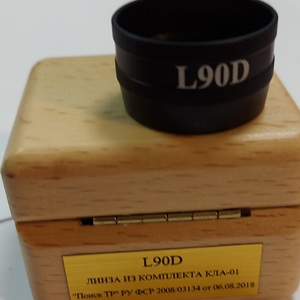 L90D
L90D
ЛИНЗА ИЗ КОМПЛЕКТА КЛА-01
"Поиск ТР" РУ ФСР 2008/03134 от 06.08.2018